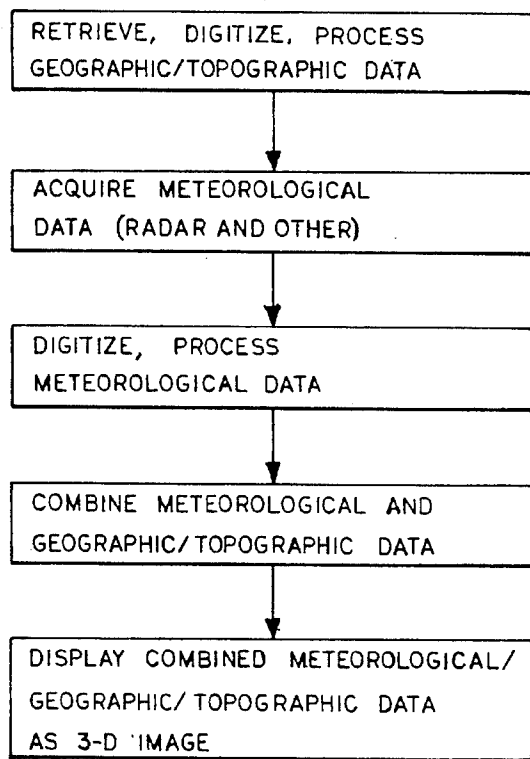 RETRIEVE, DIGITIZE, PROCESS
GEOGRAPHIC/TOPOGRAPHIC DATA
ACQUIRE METEOROLOGICAL
DATA (RADAR AND OTHER)
DIGITIZE, PROCESS
METEOROLOGICAL DATA
COMBINE METEOROLOGICAL AND
GEOGRAPHIC/TOPOGRAPHIC DATA
DISPLAY COMBINED METEOROLOGICAL/
GEOGRAPHIC/TOPOGRAPHIC DATA
AS 3-D IMAGE